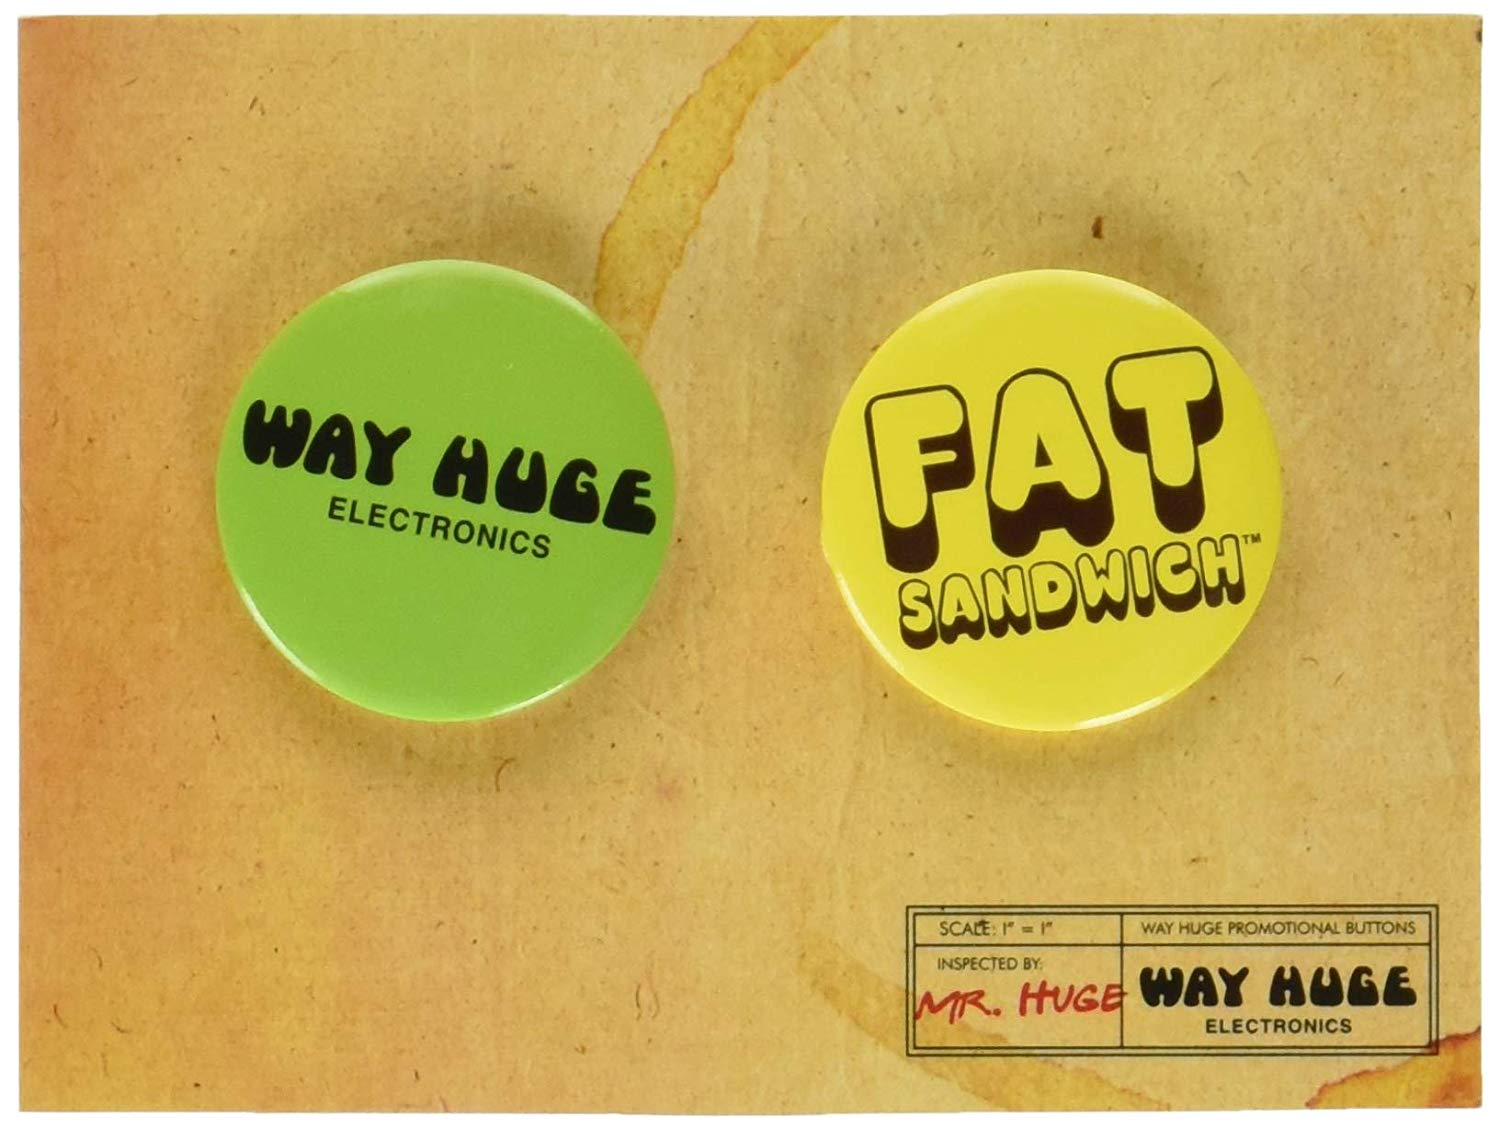 WAY HUGE
ELECTRONICS
FAT
SANDWICH™
SCALE: 1" = 1"
WAY HUGE PROMOTIONAL BUTTONS
INSPECTED BY:
MR. HUGE
WAY HUGE
ELECTRONICS